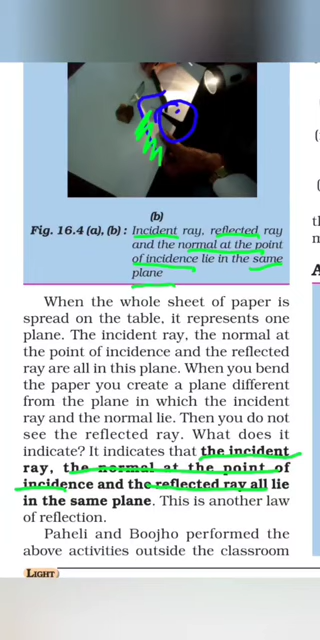 (b)
Fig. 16.4 (a), (b) : Incident ray, reflected ray
and the normal at the point
of incidence lie in the same
plane
When the whole sheet of paper is
spread on the table, it represents one
plane. The incident ray, the normal at
the point of incidence and the reflected
ray are all in this plane. When you bend
the paper you create a plane different
from the plane in which the incident
ray and the normal lie. Then you do not
see the reflected ray. What does it
indicate? It indicates that the incident
ray, the normal at the point of
incidence and the reflected ray all lie
in the same plane. This is another law
of reflection.
Paheli and Boojho performed the
above activities outside the classroom
LIGHT